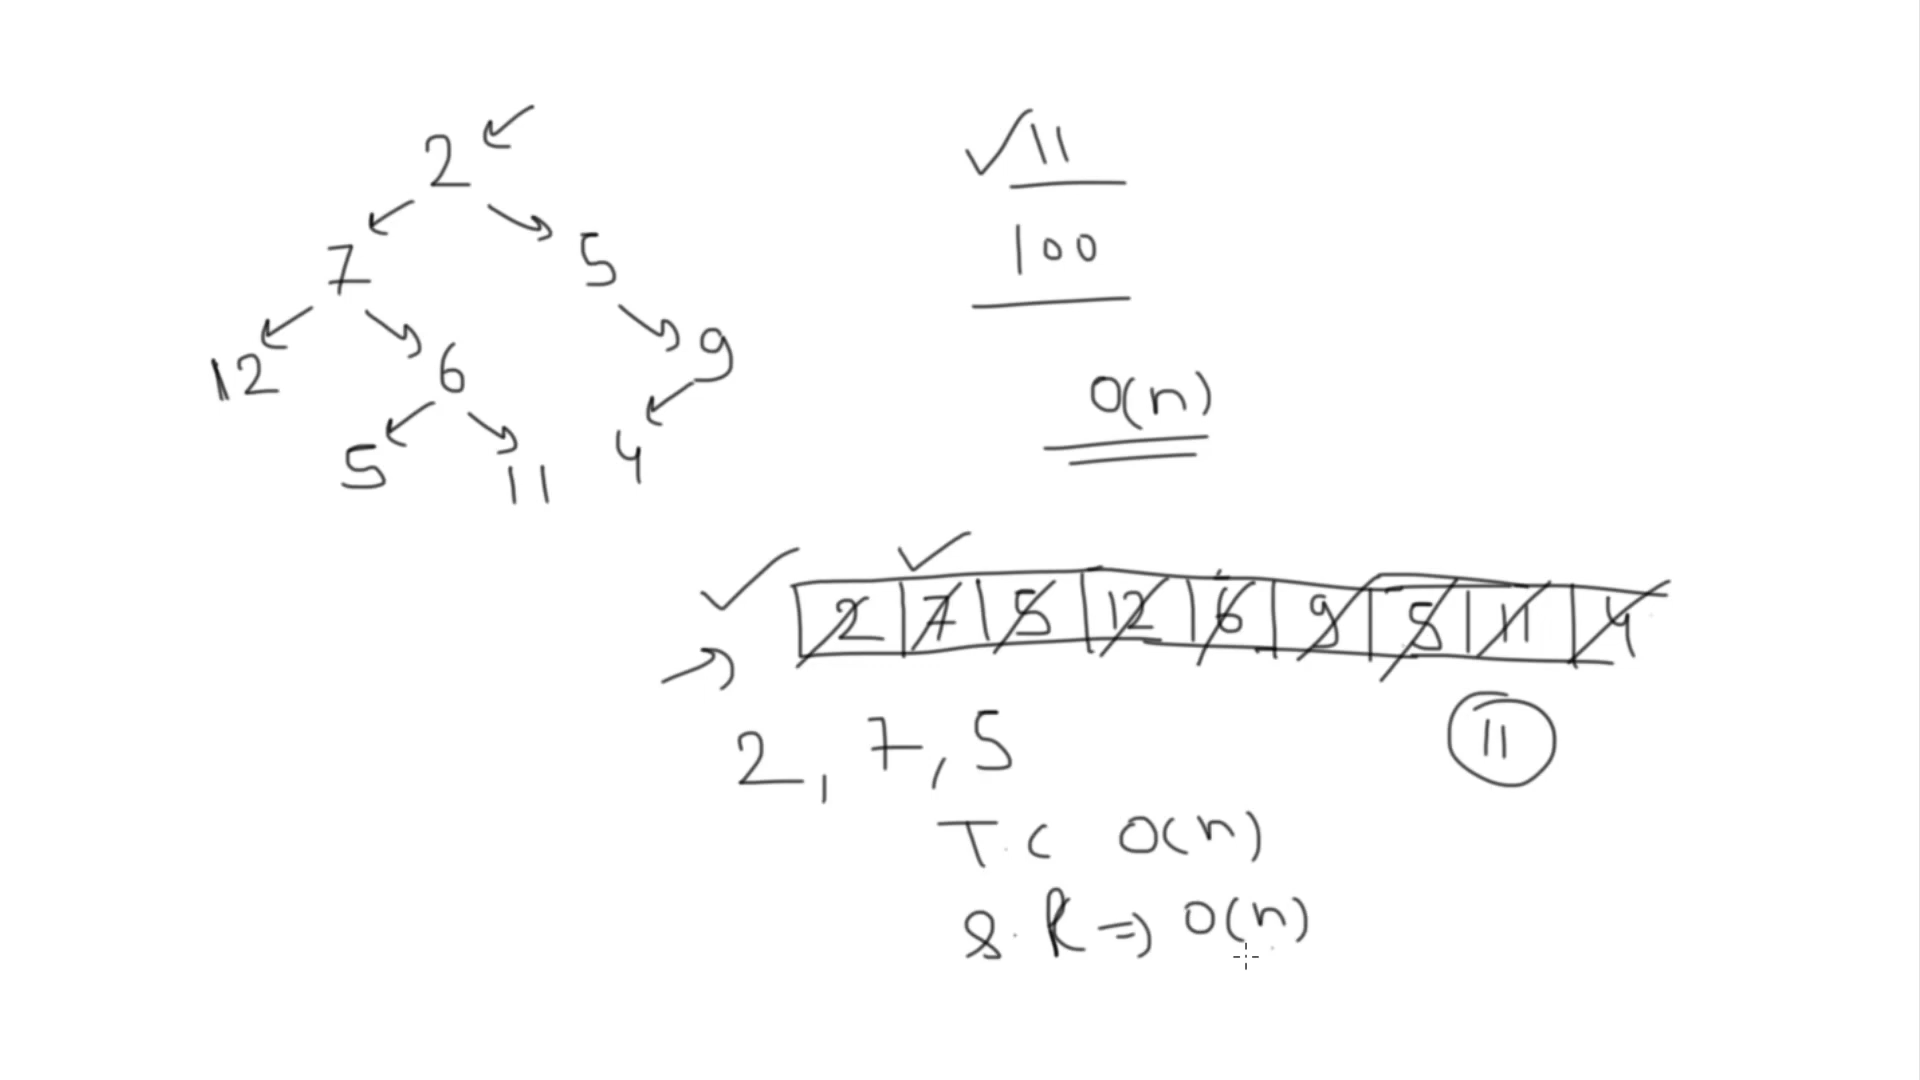 2
7 5
12 6 9
5 11 4
11
100
O(n)
2 7 5 12 6 9 5 11 4
2, 7, 5
11
T.C O(n)
O(n)